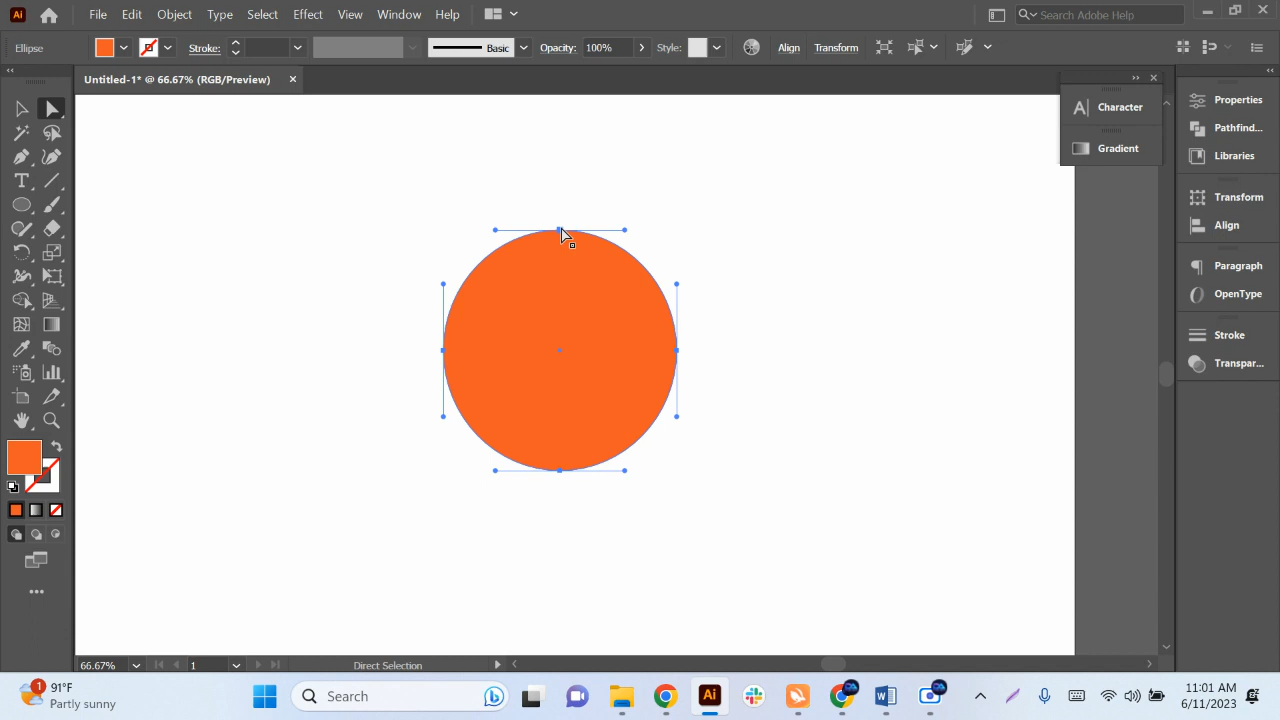 Ai File Edit Object Type Select Effect View Window Help Search Adobe Help
Ellipse Stroke: Basic Opacity: 100% Style: Align Transform
Untitled-1* @ 66.67% (RGB/Preview)
Character
Gradient
Properties
Pathfind...
Libraries
Transform
Align
Paragraph
OpenType
Stroke
Transpar...
66.67% 1 Direct Selection
1 91°F
Partly sunny
Search
Ai
W
11:01 AM
6/11/2023